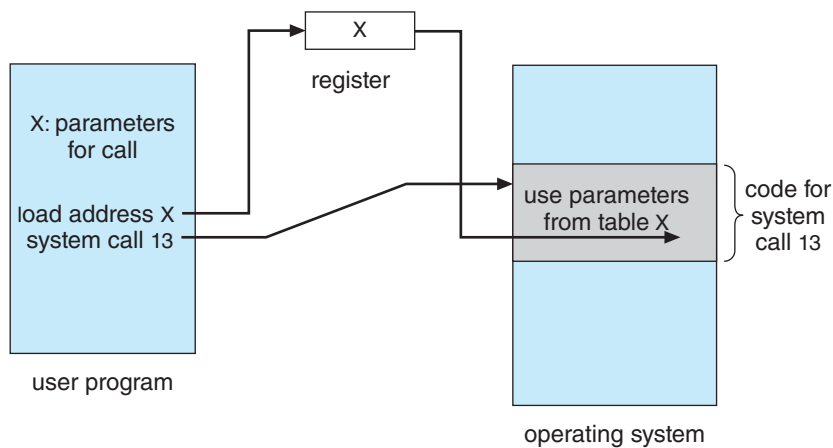 X
register
X: parameters
for call
load address X
system call 13
user program
use parameters
from table X
code for
system
call 13
operating system